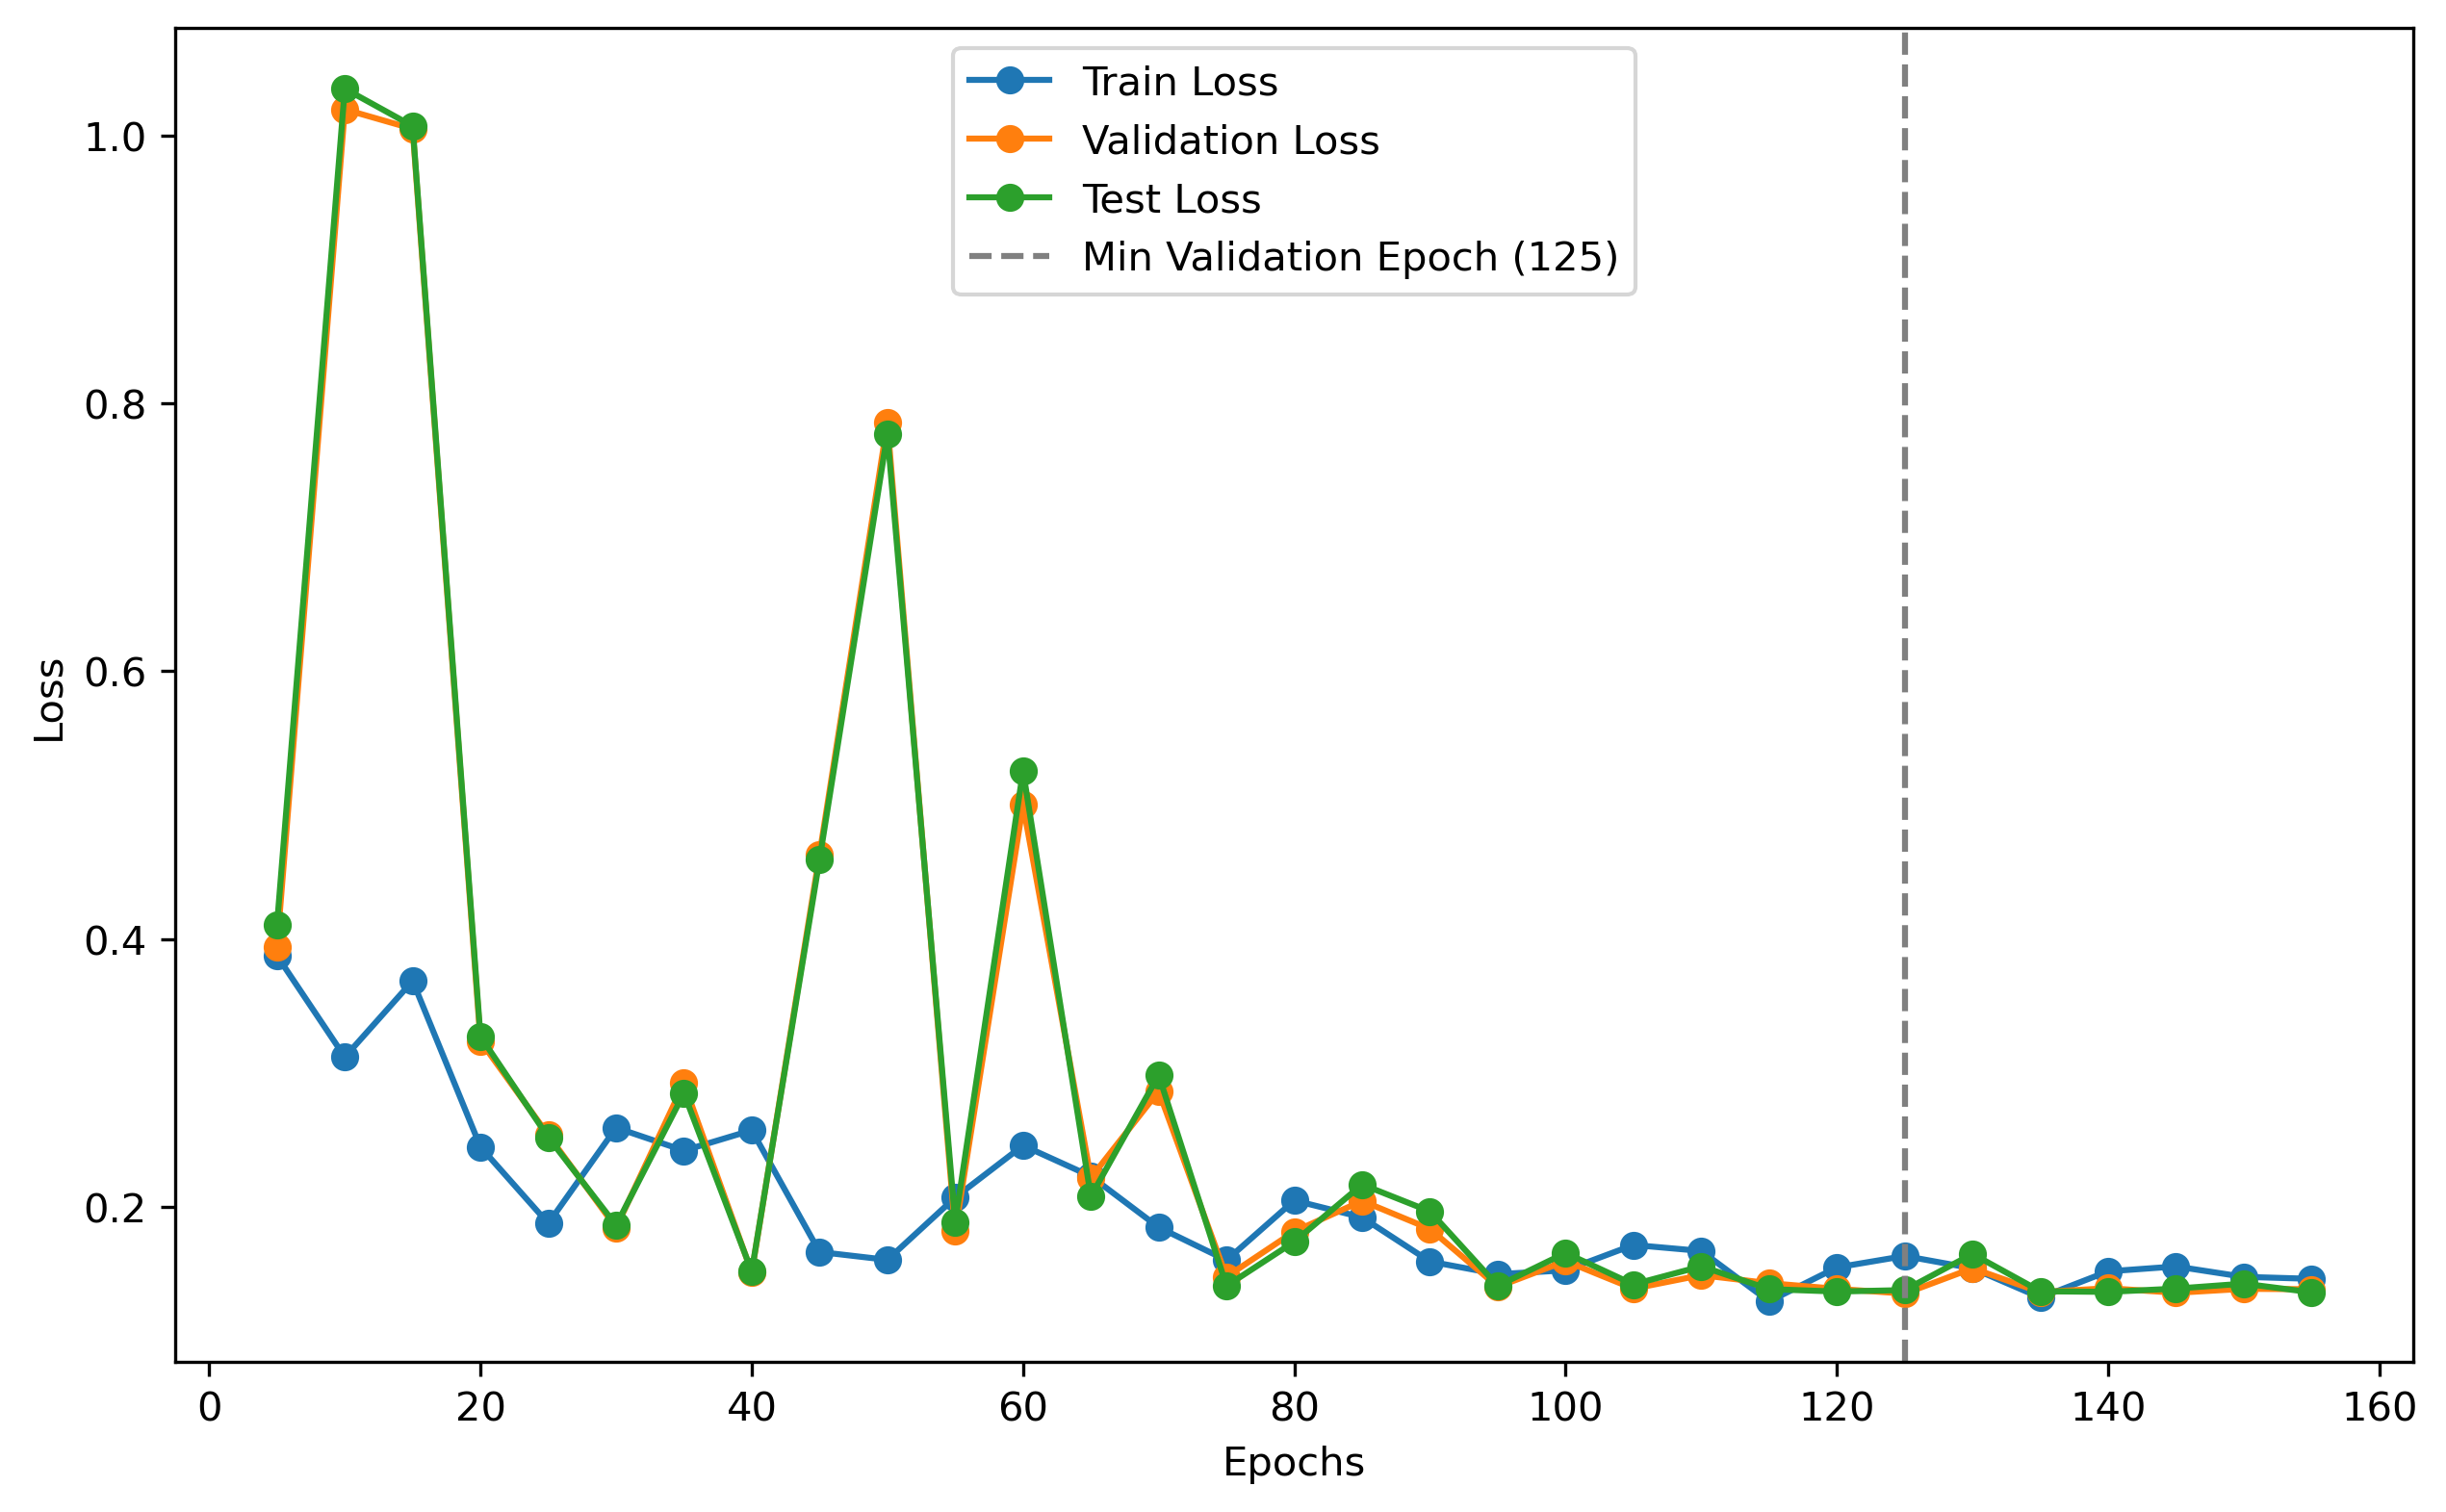 Train Loss
Validation Loss
Test Loss
Min Validation Epoch (125)
1.0
0.8
0.6
0.4
0.2
Loss
0 20 40 60 80 100 120 140 160
Epochs